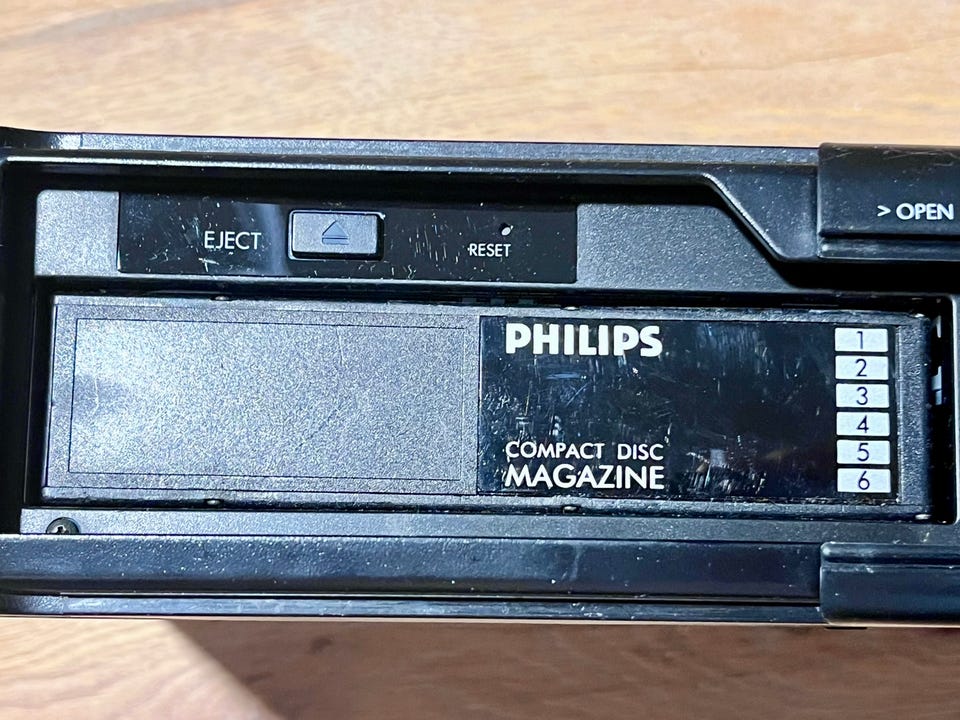 > OPEN
EJECT
RESET
PHILIPS
COMPACT DISC
MAGAZINE
1
2
3
4
5
6